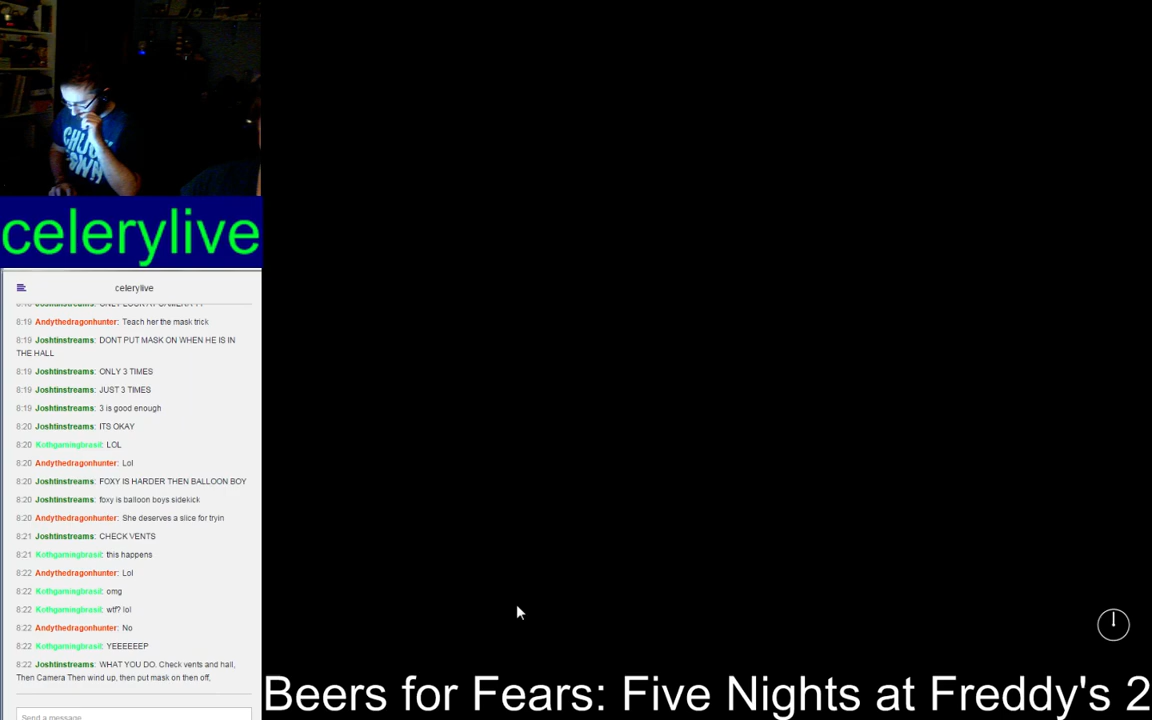 CHUCK
TOWN
celerylive
celerylive
8:19 Andythedragonhunter: Teach her the mask trick
8:19 Joshtinstreams: DONT PUT MASK ON WHEN HE IS IN
THE HALL
8:19 Joshtinstreams: ONLY 3 TIMES
8:19 Joshtinstreams: JUST 3 TIMES
8:19 Joshtinstreams: 3 is good enough
8:20 Joshtinstreams: ITS OKAY
8:20 Kothgamingbrasil: LOL
8:20 Andythedragonhunter: Lol
8:20 Joshtinstreams: FOXY IS HARDER THEN BALLOON BOY
8:20 Joshtinstreams: foxy is balloon boys sidekick
8:20 Andythedragonhunter: She deserves a slice for tryin
8:21 Joshtinstreams: CHECK VENTS
8:21 Kothgamingbrasil: this happens
8:22 Andythedragonhunter: Lol
8:22 Kothgamingbrasil: omg
8:22 Kothgamingbrasil: wtf? lol
8:22 Andythedragonhunter: No
8:22 Kothgamingbrasil: YEEEEEEP
8:22 Joshtinstreams: WHAT YOU DO. Check vents and hall,
Then Camera Then wind up, then put mask on then off,
Send a message
Beers for Fears: Five Nights at Freddy's 2